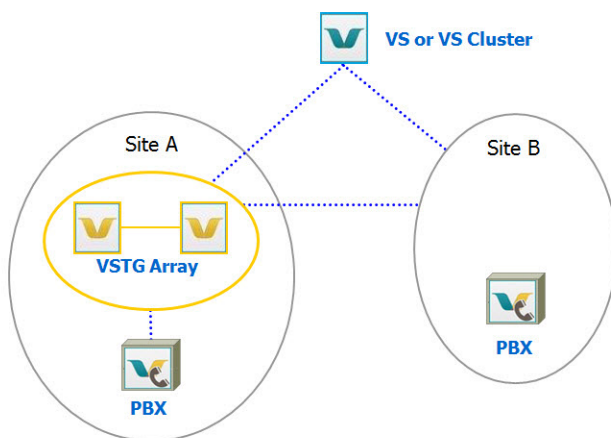 VS or VS Cluster
Site A
Site B
VSTG Array
PBX
PBX